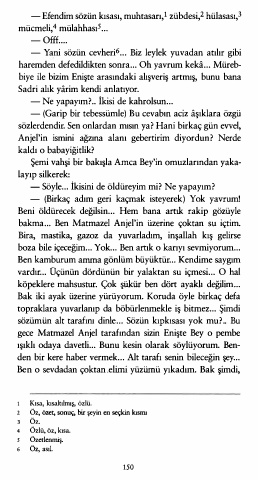 — Efendim sözün kısası, muhtasarı,¹ zübdesi,² hülasası,³
mücmeli,⁴ mülahhası⁵...
— Offf....
— Yani sözün cevheri⁶... Biz leylek yuvadan atılır gibi
haremden defedildikten sonra... Oh yavrum kekâ... Müreb-
biye ile bizim Enişte arasındaki alışveriş artmış, bunu bana
Sadri alık yârim kendi anlatıyor.
— Ne yapayım?.. İkisi de kahrolsun...
— (Garip bir tebessümle) Bu cevabın aciz âşıklara özgü
sözlerdendir. Sen onlardan mısın ya? Hani birkaç gün evvel,
Anjel'in ismini ağzına alanı gebertirim diyordun? Nerde
kaldı o babayiğitlik?
Şemi vahşi bir bakışla Amca Bey'in omuzlarından yaka-
layıp silkerek:
— Söyle... İkisini de öldüreyim mi? Ne yapayım?
— (Birkaç adım geri kaçmak isteyerek) Yok yavrum!
Beni öldürecek değilsin... Hem bana artık rakip gözüyle
bakma... Ben Matmazel Anjel'in üzerine çoktan su içtim.
Bira, mastika, gazoz da yuvarladım, inşallah kış gelirse
boza bile içeceğim... Yok... Ben artık o karıyı sevmiyorum...
Ben kamburum amma gönlüm büyüktür... Kendime saygım
vardır... Üçünün dördünün bir yalaktan su içmesi... O hal
köpeklere mahsustur. Çok şükür ben dört ayaklı değilim...
Bak iki ayak üzerine yürüyorum. Koruda öyle birkaç defa
topraklara yuvarlanıp da böbürlenmekle iş bitmez... Şimdi
sözümün alt tarafını dinle... Sözün kıpkısası yok mu?.. Bu
gece Matmazel Anjel tarafından sizin Enişte Bey o pembe
ışıklı odaya davetli... Bunu kesin olarak söylüyorum. Ben-
den bir kere haber vermek... Alt tarafı senin bileceğin şey...
Ben o sevdadan çoktan elimi yüzümü yıkadım. Bak şimdi,
1 Kısa, kısaltılmış, özlü.
2 Öz, özet, sonuç, bir şeyin en seçkin kısmı
3 Öz.
4 Özlü, öz, kısa.
5 Özetlenmiş.
6 Öz, asıl.
150